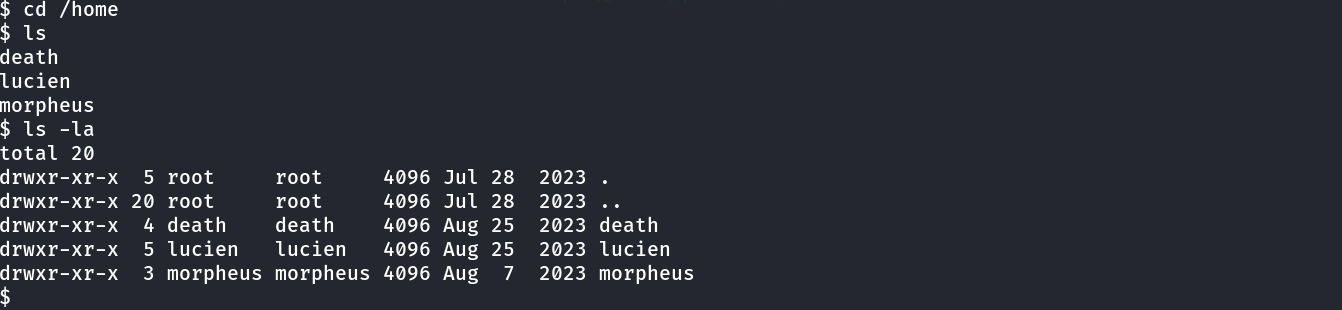 $ cd /home
$ ls
death
lucien
morpheus
$ ls -la
total 20
drwxr-xr-x  5 root     root     4096 Jul 28  2023 .
drwxr-xr-x 20 root     root     4096 Jul 28  2023 ..
drwxr-xr-x  4 death    death    4096 Aug 25  2023 death
drwxr-xr-x  5 lucien   lucien   4096 Aug 25  2023 lucien
drwxr-xr-x  3 morpheus morpheus 4096 Aug  7  2023 morpheus
$